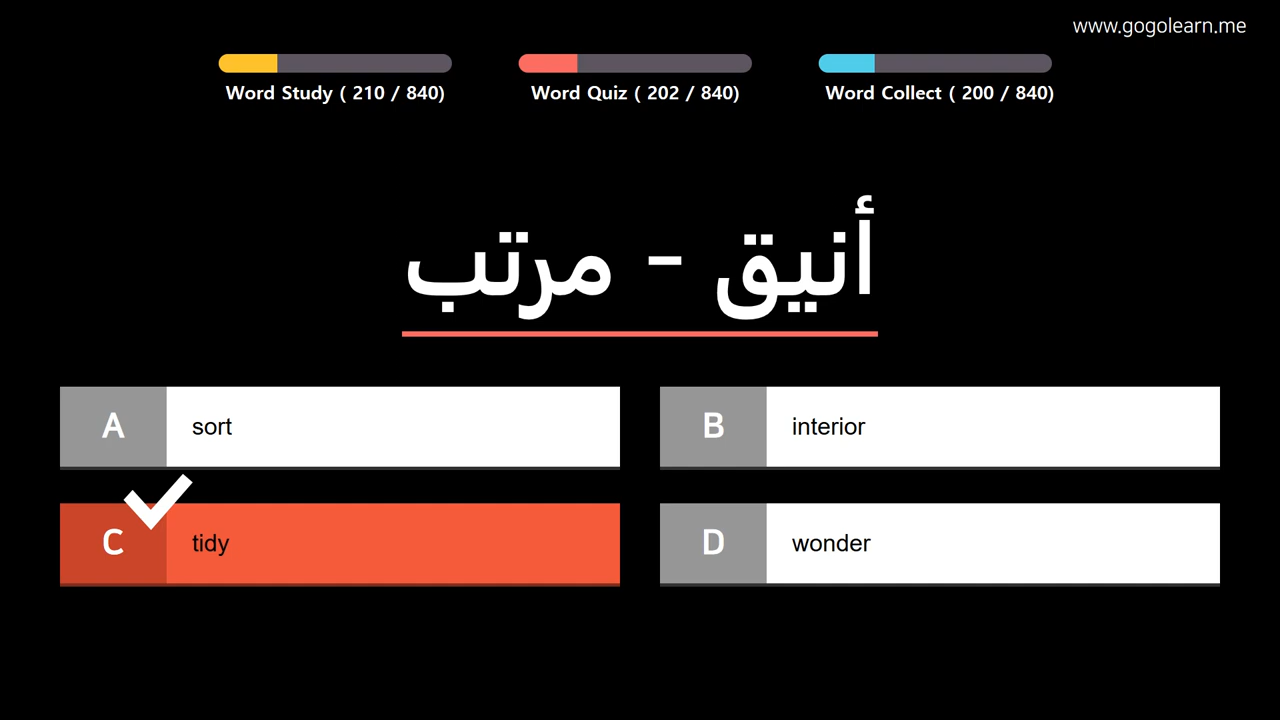 www.gogolearn.me
Word Study ( 210 / 840)
Word Quiz ( 202 / 840)
Word Collect ( 200 / 840)
أنيق - مرتب
A sort
B interior
C tidy
D wonder